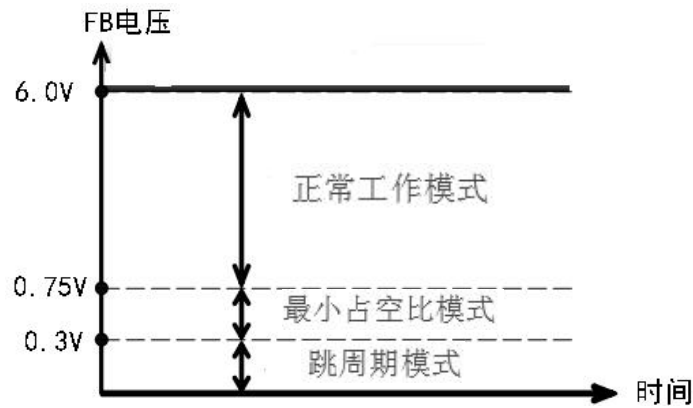 FB电压
6.0V
正常工作模式
0.75V
最小占空比模式
0.3V
跳周期模式
时间